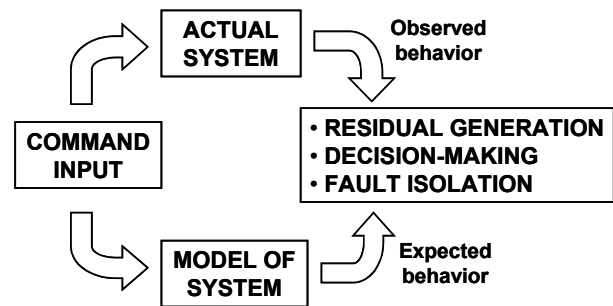 ACTUAL
SYSTEM
Observed
behavior
COMMAND
INPUT
• RESIDUAL GENERATION
• DECISION-MAKING
• FAULT ISOLATION
MODEL OF
SYSTEM
Expected
behavior